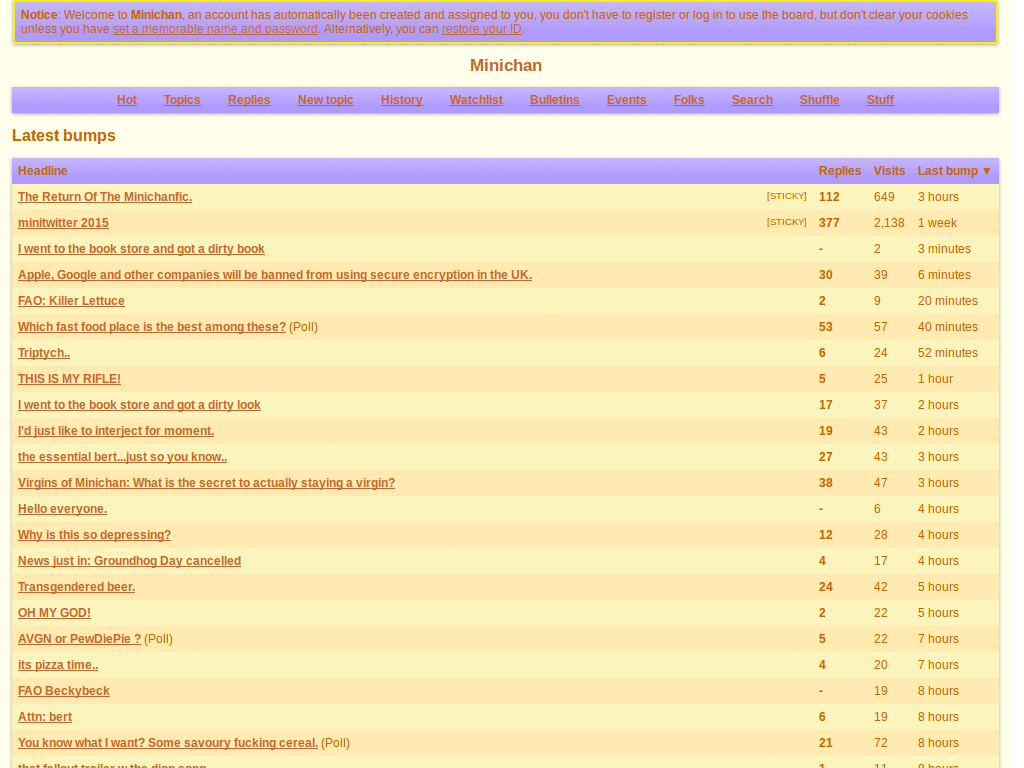 Notice: Welcome to Minichan, an account has automatically been created and assigned to you, you don't have to register or log in to use the board, but don't clear your cookies
unless you have set a memorable name and password. Alternatively, you can restore your ID.
Minichan
Hot Topics Replies New topic History Watchlist Bulletins Events Folks Search Shuffle Stuff
Latest bumps
Headline Replies Visits Last bump ▼
The Return Of The Minichanfic. [STICKY] 112 649 3 hours
minitwitter 2015 [STICKY] 377 2,138 1 week
I went to the book store and got a dirty book - 2 3 minutes
Apple, Google and other companies will be banned from using secure encryption in the UK. 30 39 6 minutes
FAO: Killer Lettuce 2 9 20 minutes
Which fast food place is the best among these? (Poll) 53 57 40 minutes
Triptych.. 6 24 52 minutes
THIS IS MY RIFLE! 5 25 1 hour
I went to the book store and got a dirty look 17 37 2 hours
I'd just like to interject for moment. 19 43 2 hours
the essential bert...just so you know.. 27 43 3 hours
Virgins of Minichan: What is the secret to actually staying a virgin? 38 47 3 hours
Hello everyone. - 6 4 hours
Why is this so depressing? 12 28 4 hours
News just in: Groundhog Day cancelled 4 17 4 hours
Transgendered beer. 24 42 5 hours
OH MY GOD! 2 22 5 hours
AVGN or PewDiePie ? (Poll) 5 22 7 hours
its pizza time.. 4 20 7 hours
FAO Beckybeck - 19 8 hours
Attn: bert 6 19 8 hours
You know what I want? Some savoury fucking cereal. (Poll) 21 72 8 hours
that fallout trailer w the dion song 1 11 8 hours